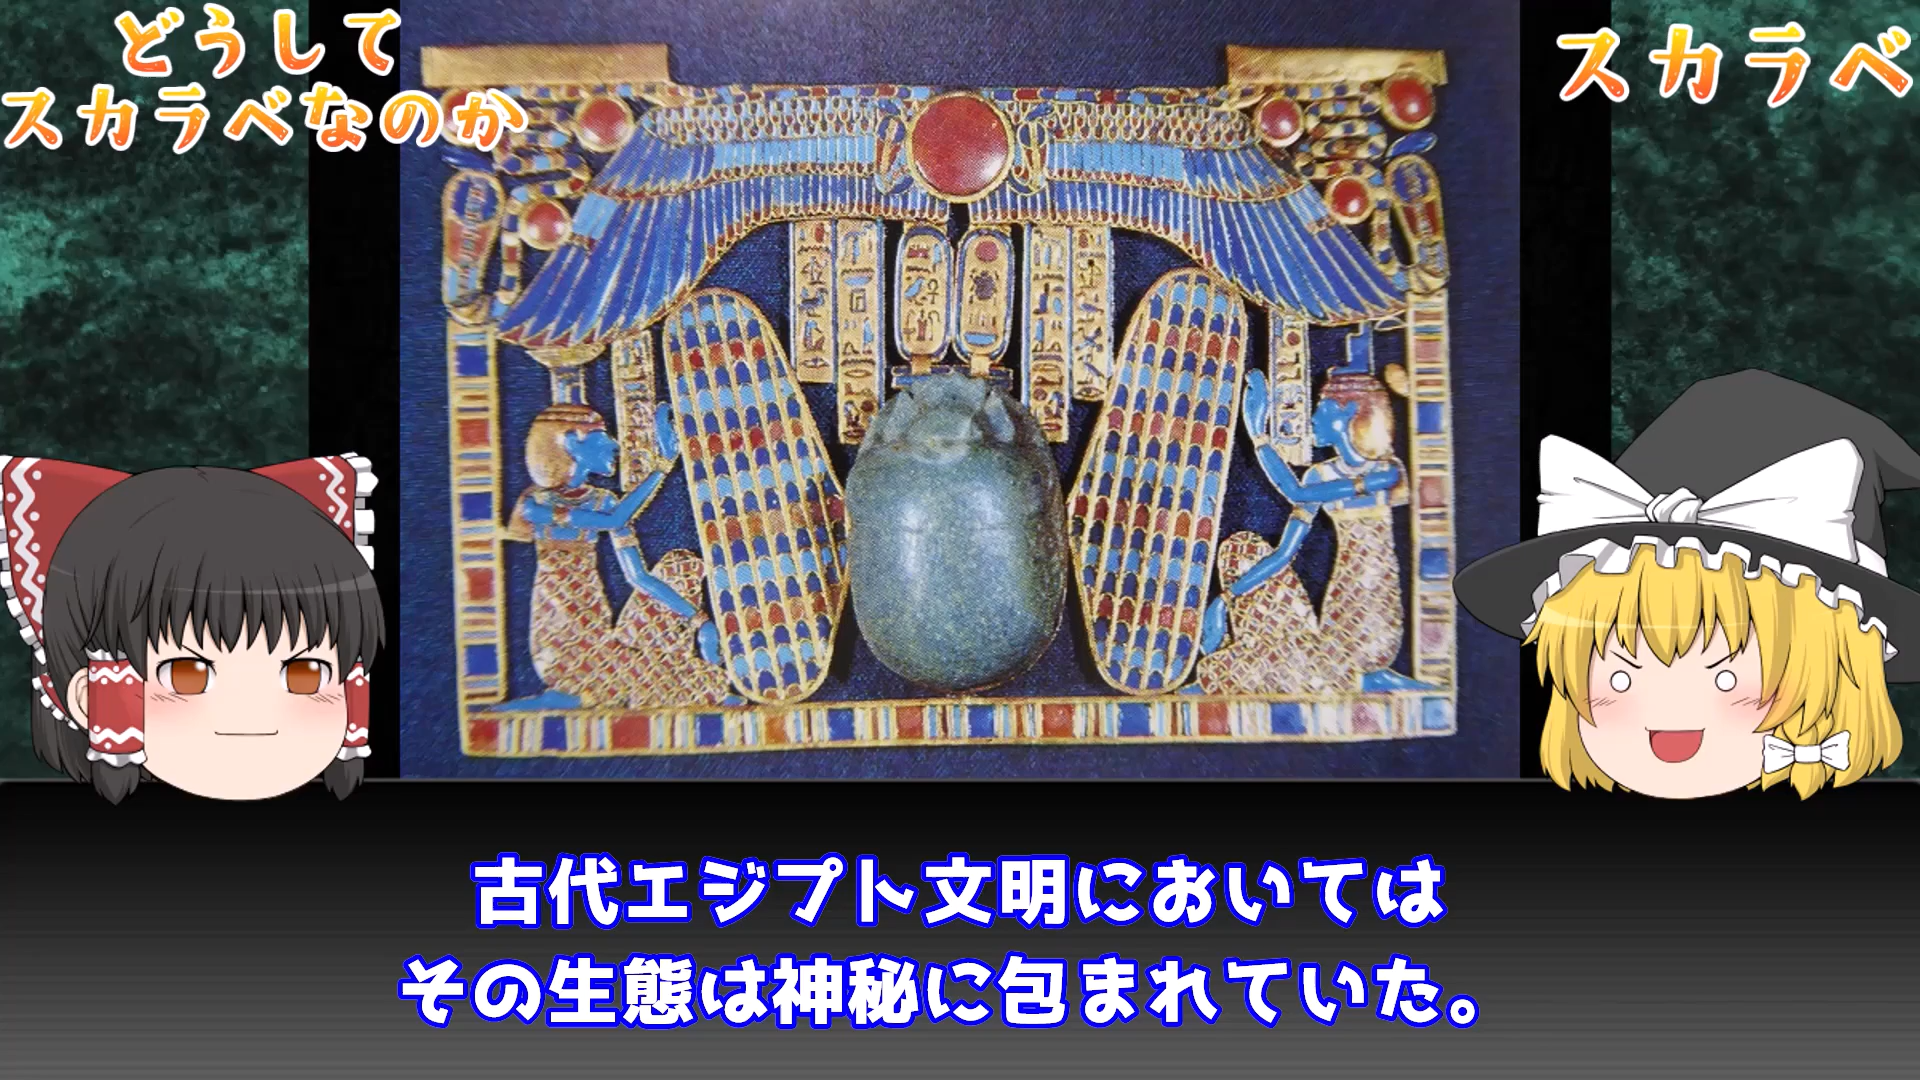 どうして
スカラベなのか
スカラベ
古代エジプト文明においては
その生態は神秘に包まれていた。